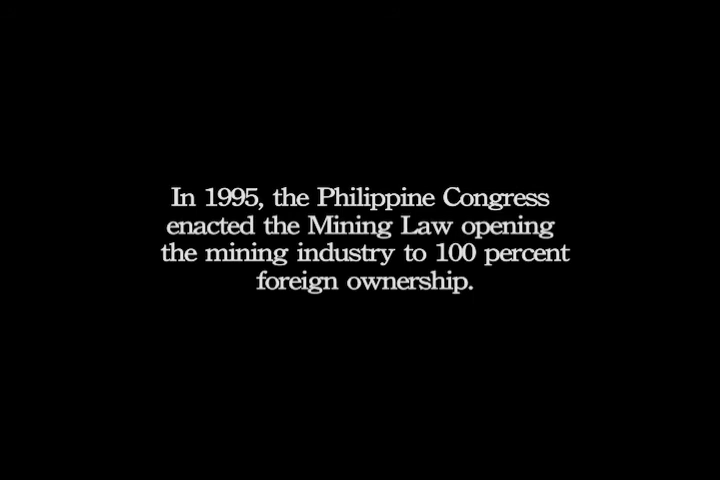 In 1995, the Philippine Congress
enacted the Mining Law opening
the mining industry to 100 percent
foreign ownership.